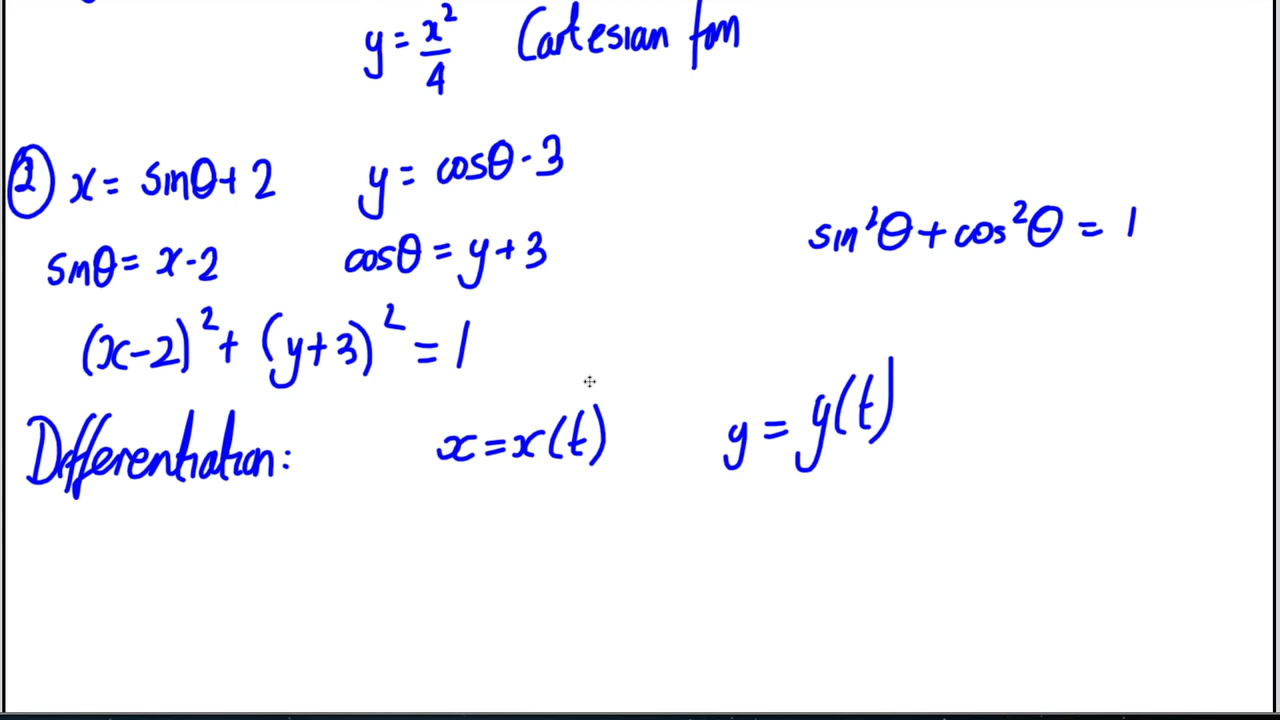 y = x²/4 Cartesian form
② x = sinθ + 2 y = cosθ - 3
sin²θ + cos²θ = 1
sinθ = x - 2 cosθ = y + 3
(x - 2)² + (y + 3)² = 1
Differentiation: x = x(t) y = y(t)